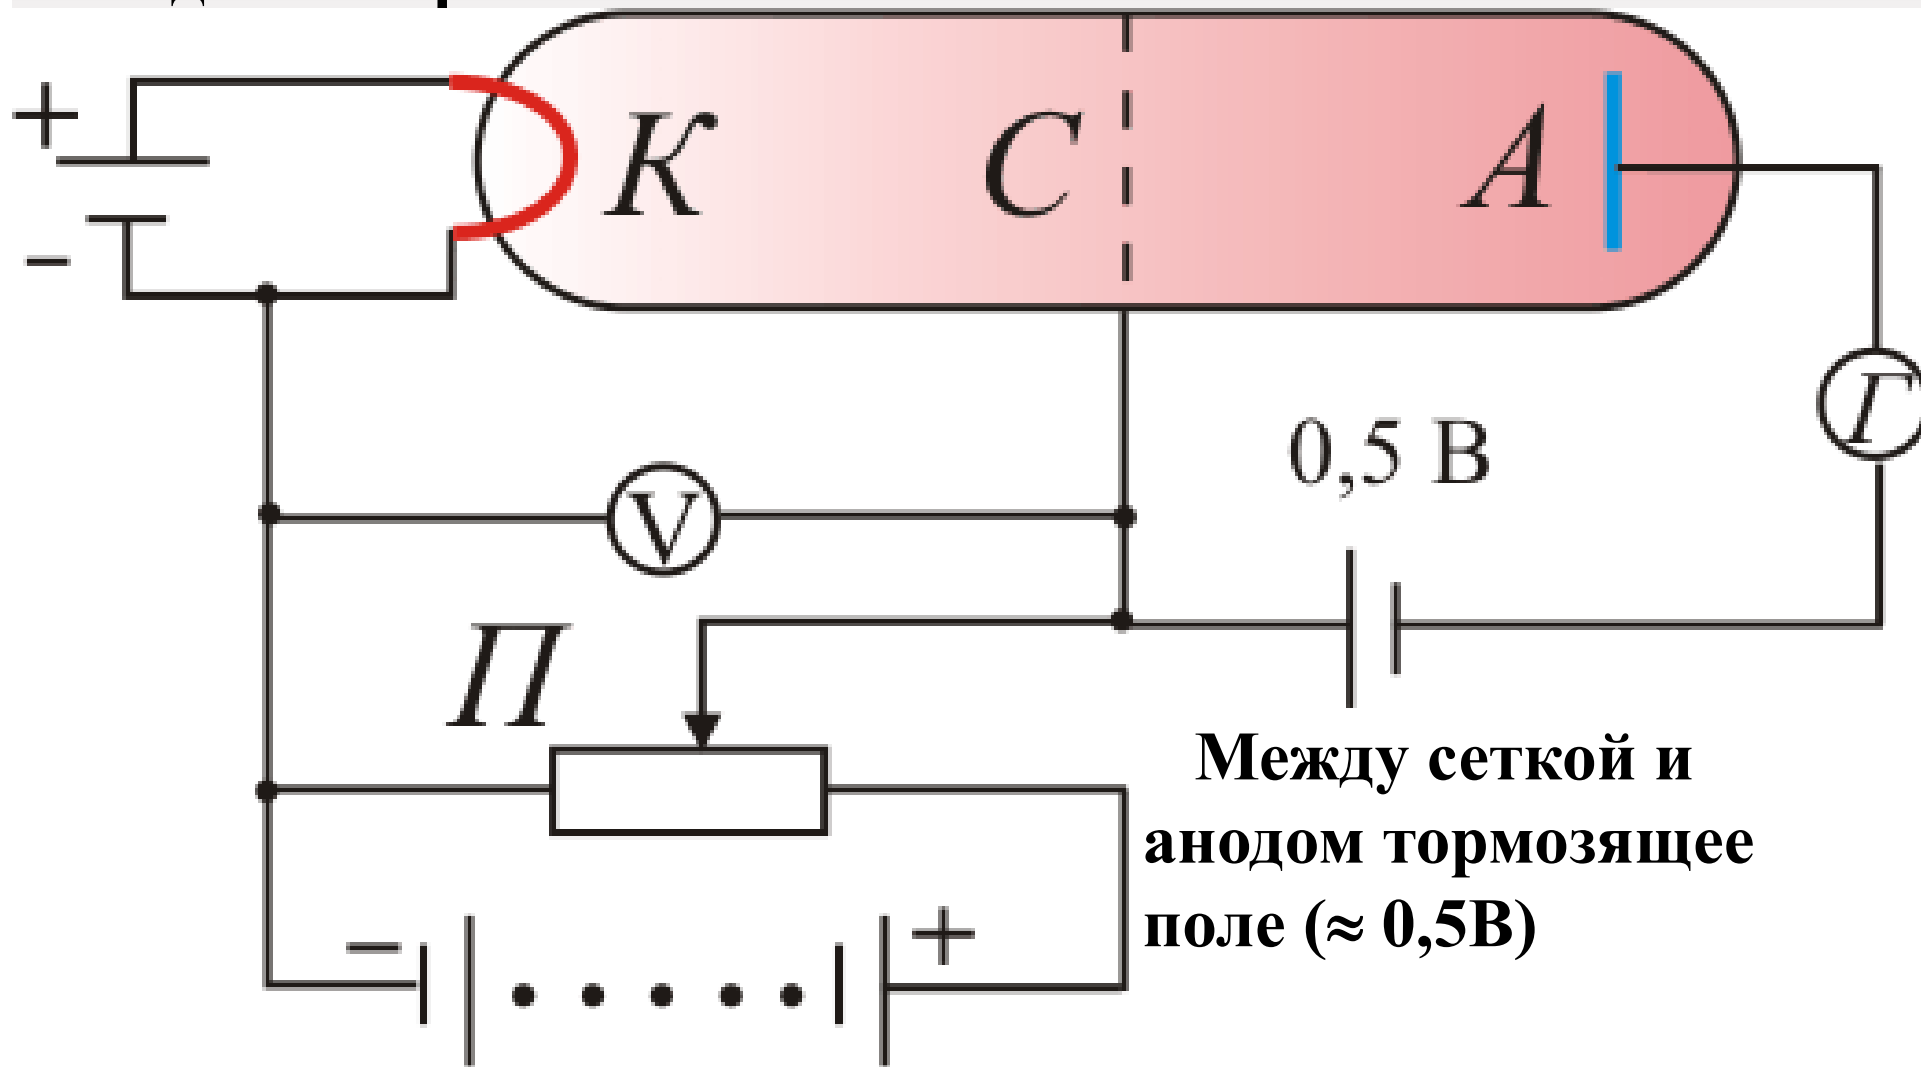 +
К С А
−
Г
0,5 В
V
П
Между сеткой и
анодом тормозящее
поле (≈ 0,5В)
− +